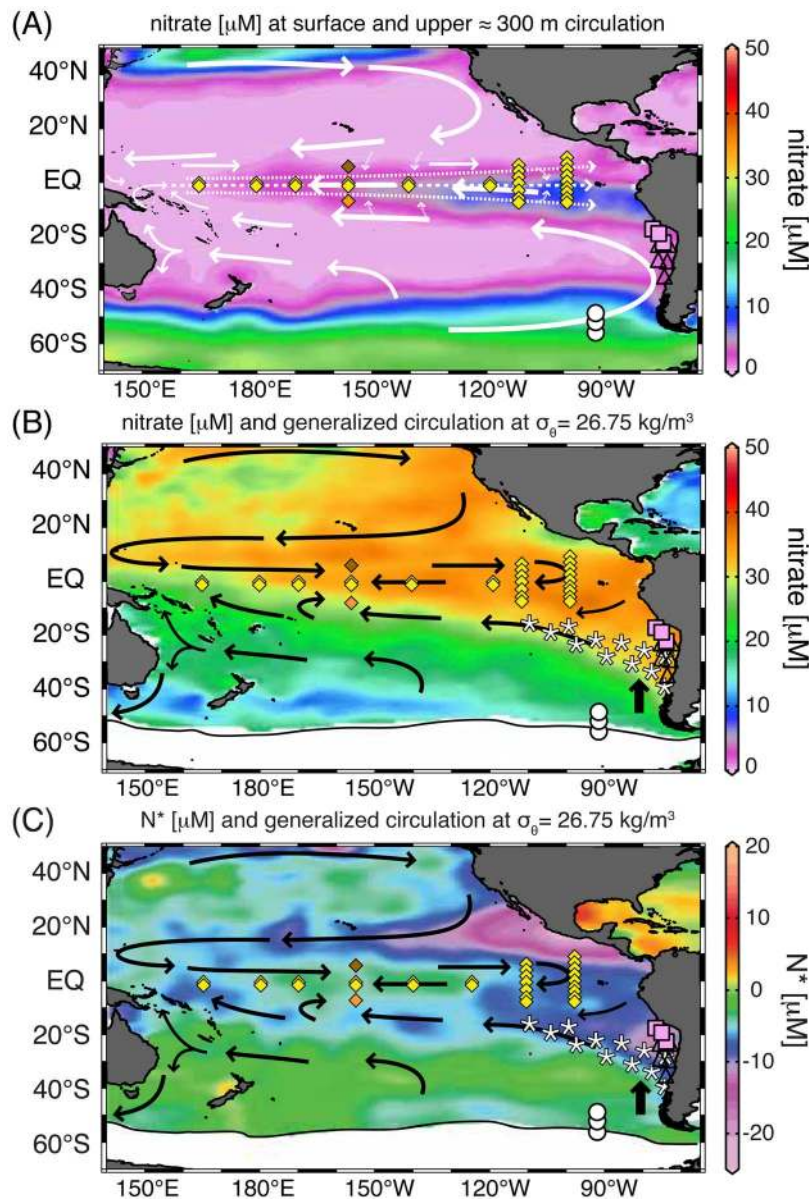 (A) nitrate [μM] at surface and upper ≈ 300 m circulation
40°N
20°N
EQ
20°S
40°S
60°S
150°E 180°E 150°W 120°W 90°W
50
40
30
20
10
0
nitrate [μM]
(B) nitrate [μM] and generalized circulation at σθ= 26.75 kg/m³
40°N
20°N
EQ
20°S
40°S
60°S
150°E 180°E 150°W 120°W 90°W
50
40
30
20
10
0
nitrate [μM]
(C) N* [μM] and generalized circulation at σθ= 26.75 kg/m³
40°N
20°N
EQ
20°S
40°S
60°S
150°E 180°E 150°W 120°W 90°W
20
10
0
-10
-20
N* [μM]